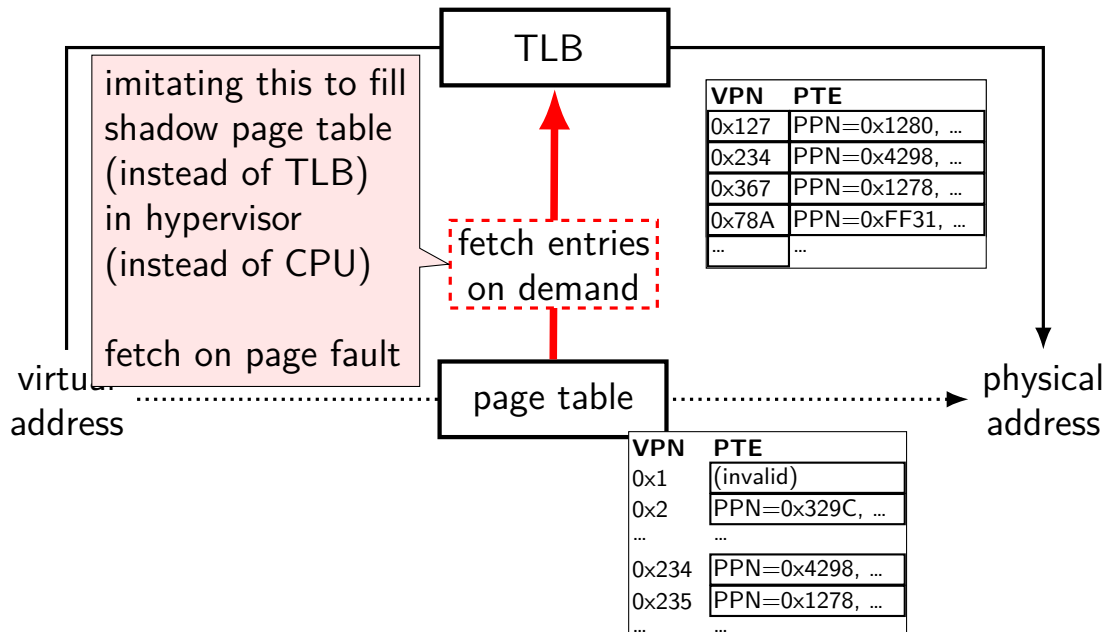 TLB
imitating this to fill
shadow page table
(instead of TLB)
in hypervisor
(instead of CPU)
fetch on page fault
VPN PTE
0x127 PPN=0x1280, ...
0x234 PPN=0x4298, ...
0x367 PPN=0x1278, ...
0x78A PPN=0xFF31, ...
... ...
fetch entries
on demand
virtual
address
page table
physical
address
VPN PTE
0x1 (invalid)
0x2 PPN=0x329C, ...
... ...
0x234 PPN=0x4298, ...
0x235 PPN=0x1278, ...
... ...